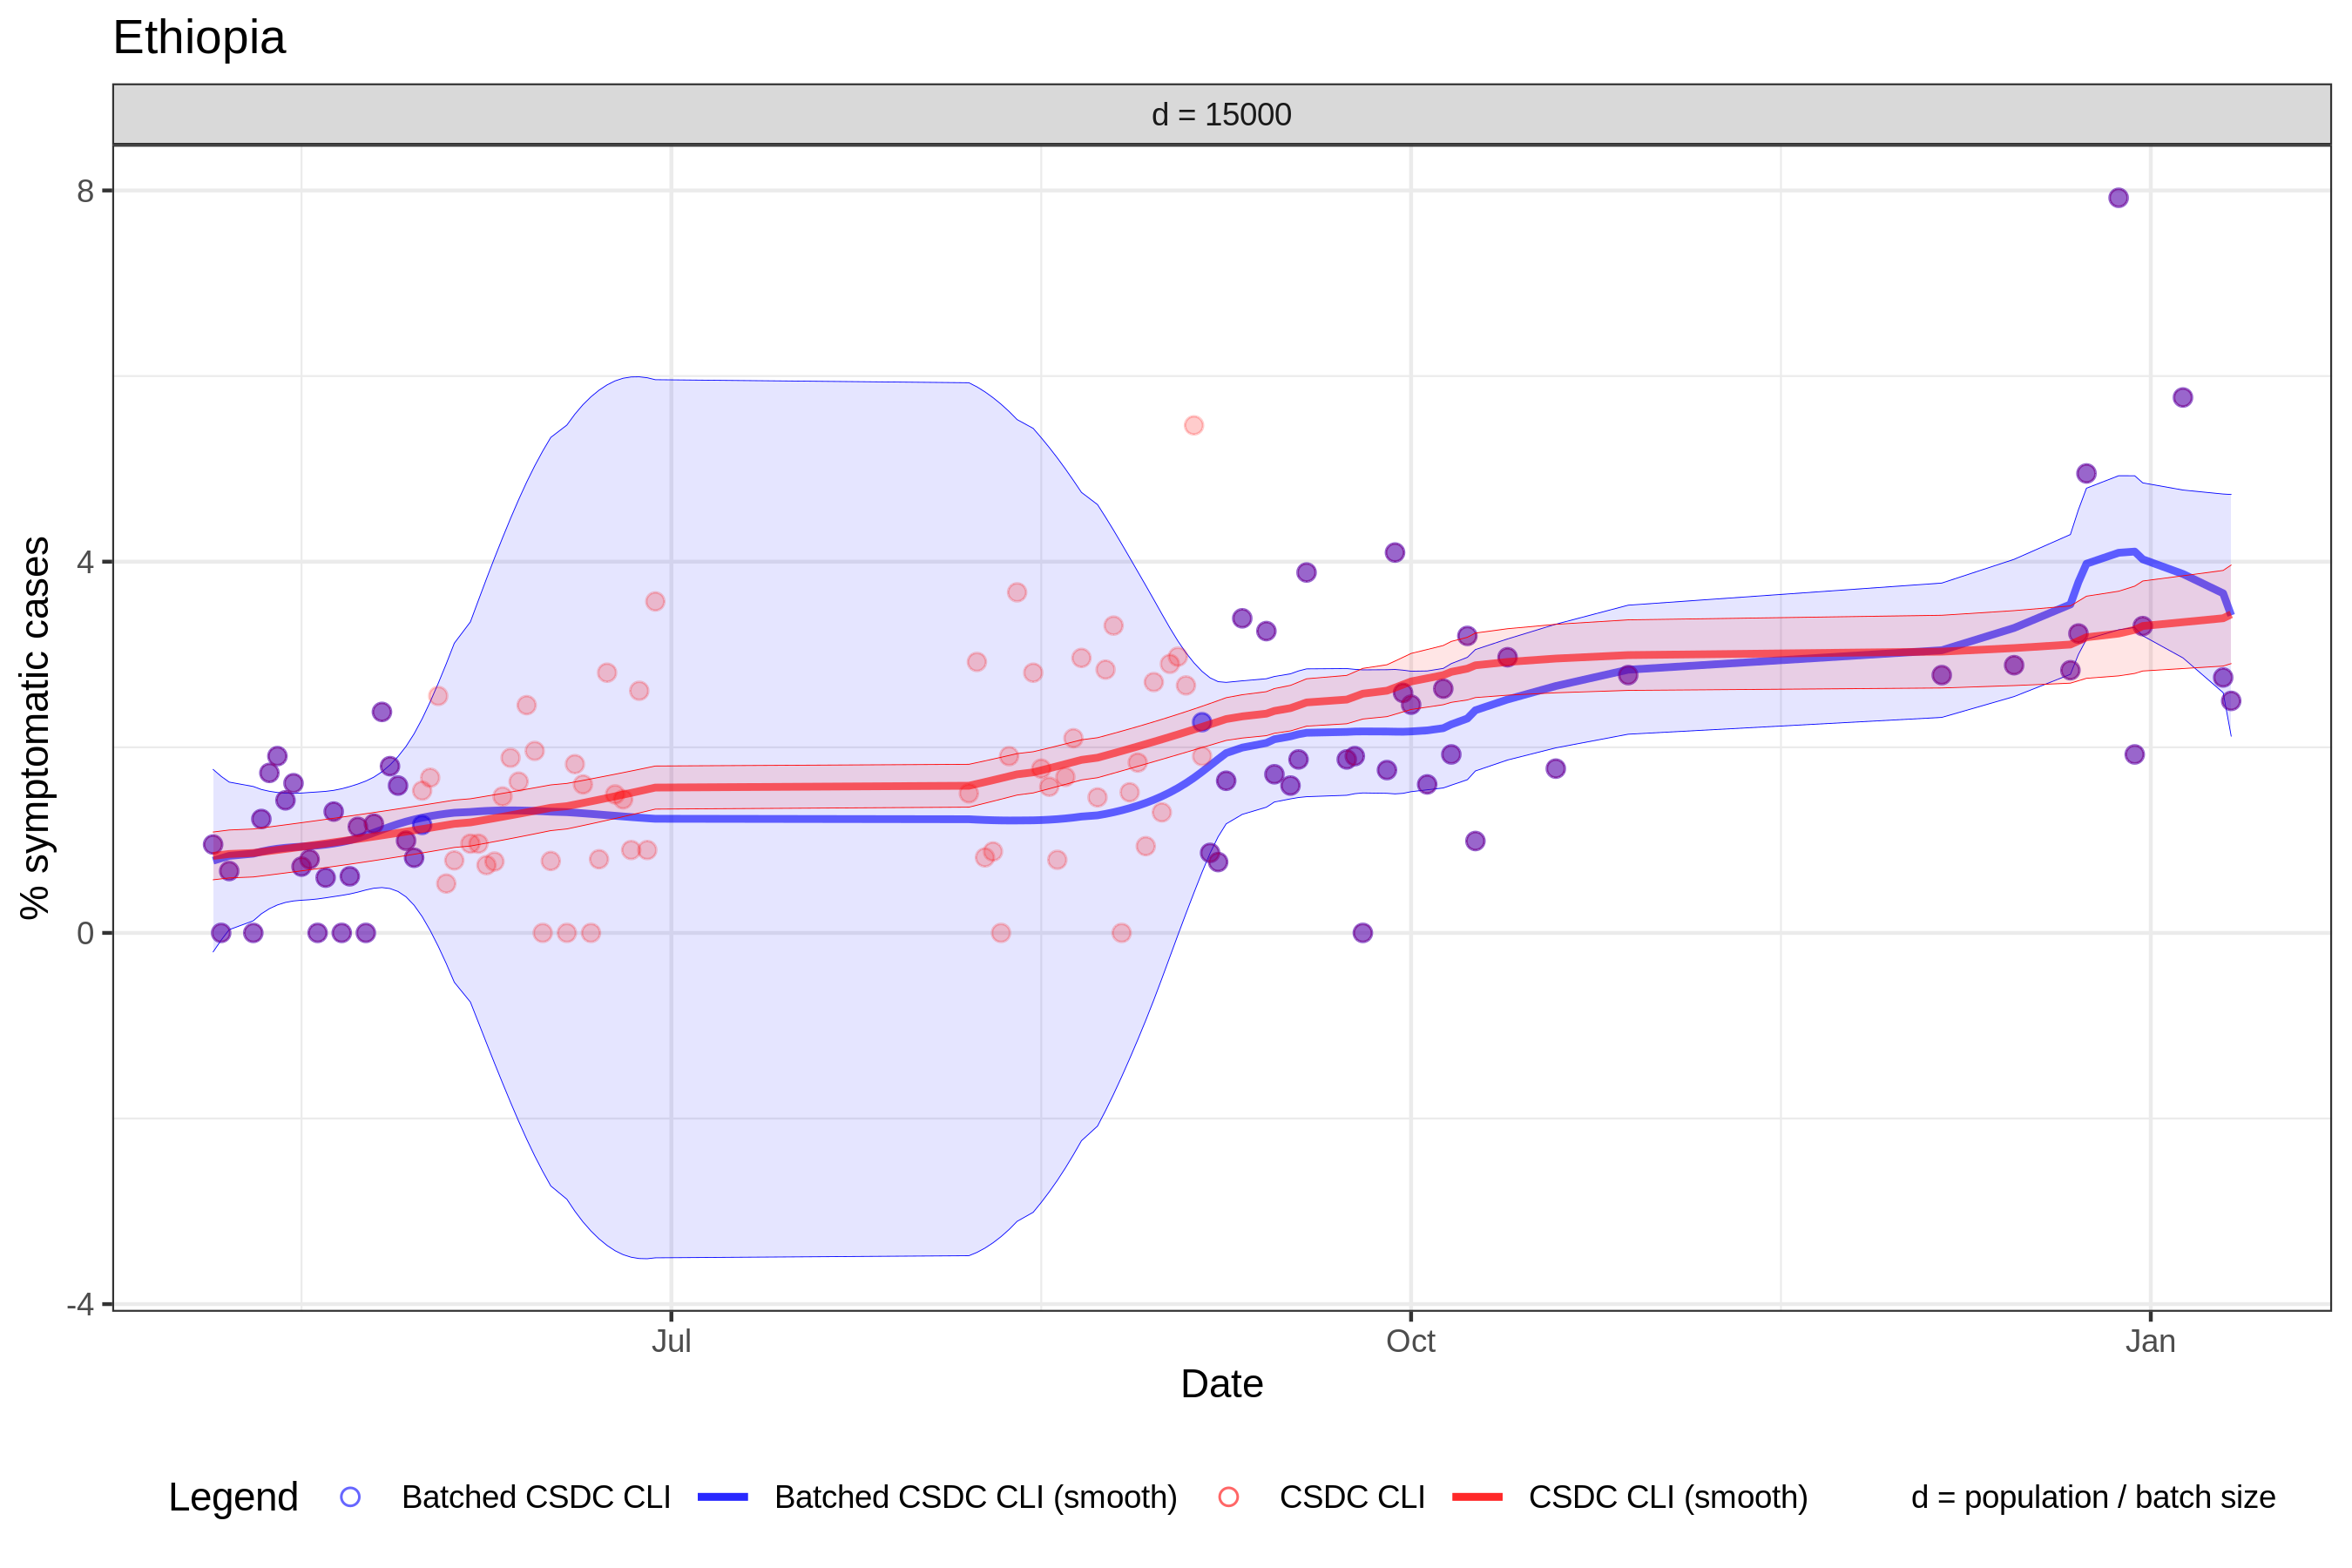 Ethiopia
d = 15000
8
4
0
-4
% symptomatic cases
Jul
Oct
Jan
Date
Legend
Batched CSDC CLI
Batched CSDC CLI (smooth)
CSDC CLI
CSDC CLI (smooth)
d = population / batch size